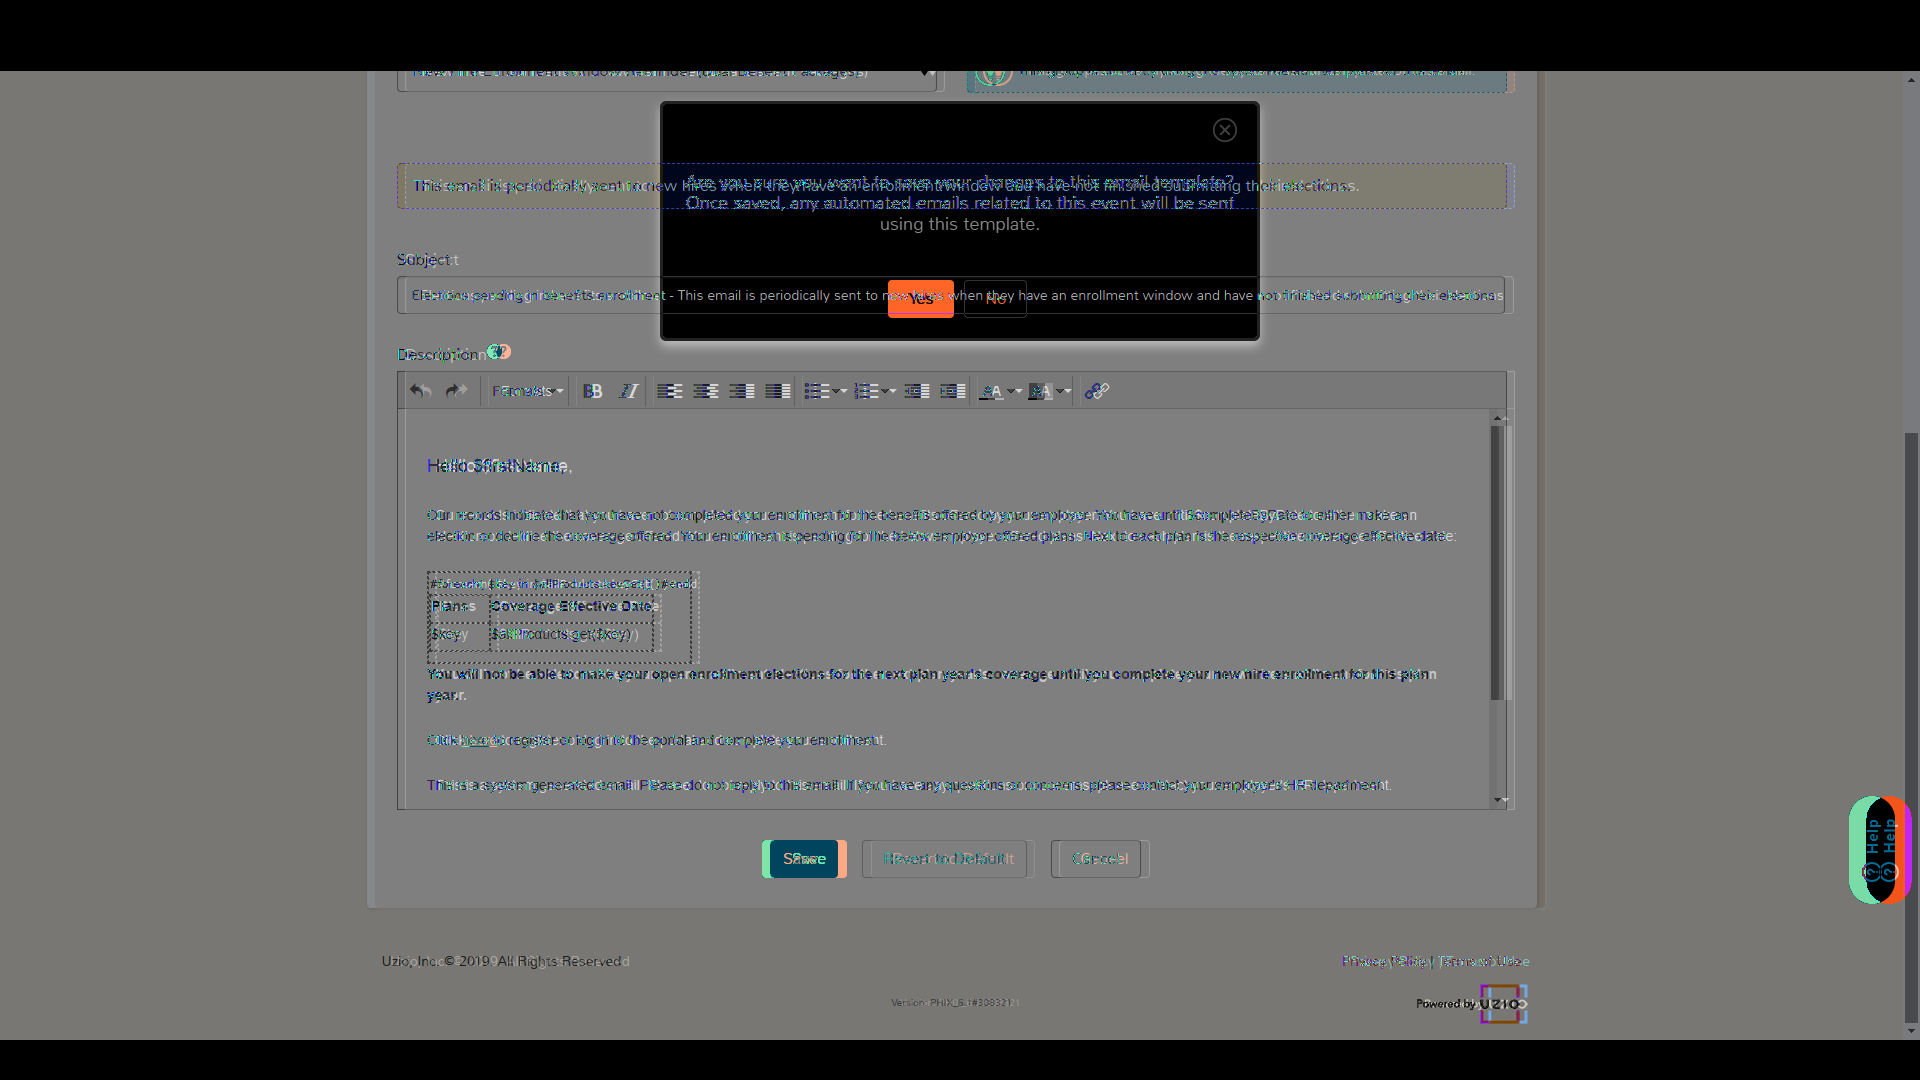 New Hire Enrollment Window Reminder
Are you sure you want to save your changes to this email template?
This email is periodically sent to new hires when they have an enrollment window and have not finished submitting their elections.
Once saved, any automated emails related to this event will be sent
using this template.
Subject
Elections pending in benefits enrollment - This email is periodically sent to new hires when they have an enrollment window and have not finished submitting their elections
Yes No
Description
Formats B I A A
Hello $firstName,
Our records indicate that you have not completed your enrollment for the benefits offered by your employer. You have until $completeByDate to either make an
election or decline the coverage offered. Your enrollment is pending for the below employer offered plans. Next to each plan is the respective coverage effective date:
#foreach( $key in $allProducts.keySet() )#end
Plans Coverage Effective Date
$key $allProducts.get($key)
You will not be able to make your open enrollment elections for the next plan year's coverage until you complete your new hire enrollment for this plan
year.
Click here to register or login to the portal and complete your enrollment.
This is a system generated email. Please do not reply to this email. If you have any questions or concerns, please contact your employer's HR department.
Save Revert to Default Cancel
Help
Help
Uzio, Inc. © 2019. All Rights Reserved
Privacy Policy | Terms of Use
Version: PHIX_6.1#308321
Powered by UZIO